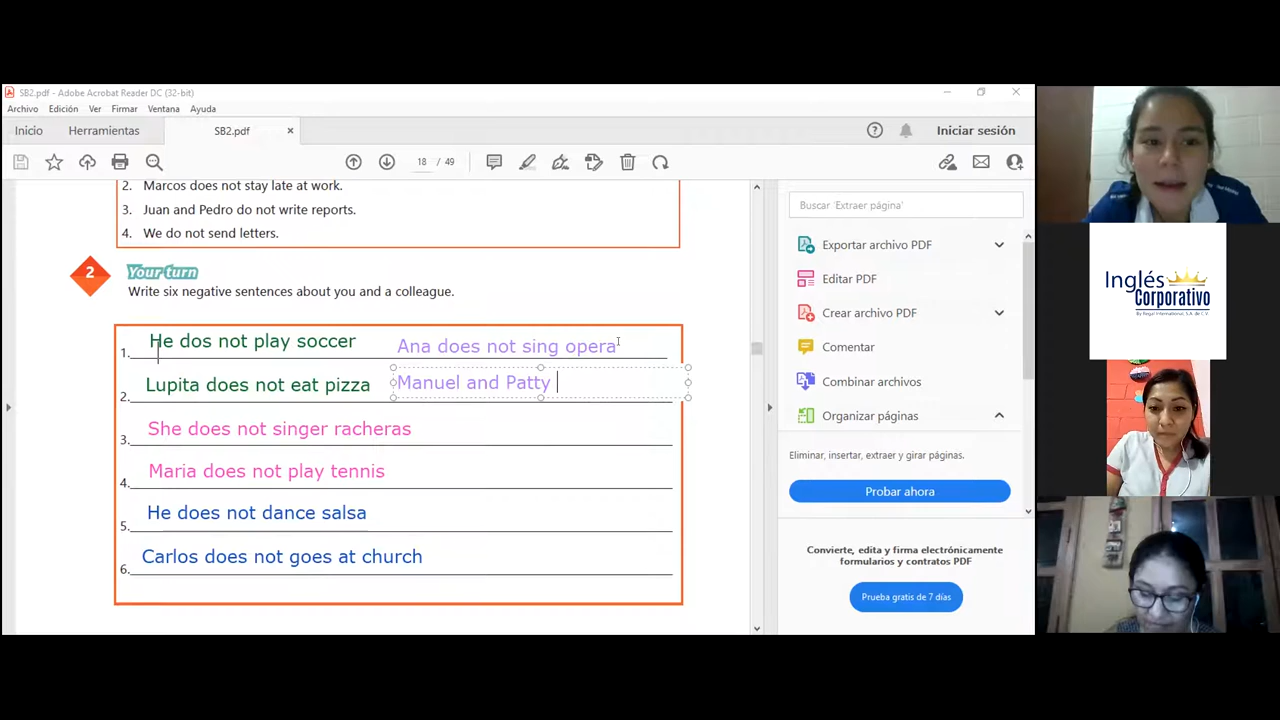 SB2.pdf - Adobe Acrobat Reader DC (32-bit)
Archivo Edición Ver Firmar Ventana Ayuda
Inicio Herramientas SB2.pdf × Iniciar sesión
18 / 49
2. Marcos does not stay late at work.
3. Juan and Pedro do not write reports.
4. We do not send letters.
2 Your turn
Write six negative sentences about you and a colleague.
1. He dos not play soccer Ana does not sing opera
2. Lupita does not eat pizza Manuel and Patty
3. She does not singer racheras
4. Maria does not play tennis
5. He does not dance salsa
6. Carlos does not goes at church
Buscar 'Extraer página'
Exportar archivo PDF
Editar PDF
Crear archivo PDF
Comentar
Combinar archivos
Organizar páginas
Eliminar, insertar, extraer y girar páginas.
Probar ahora
Convierte, edita y firma electrónicamente
formularios y contratos PDF
Prueba gratis de 7 días
Inglés
Corporativo
By Regal International, S.A. de C.V.